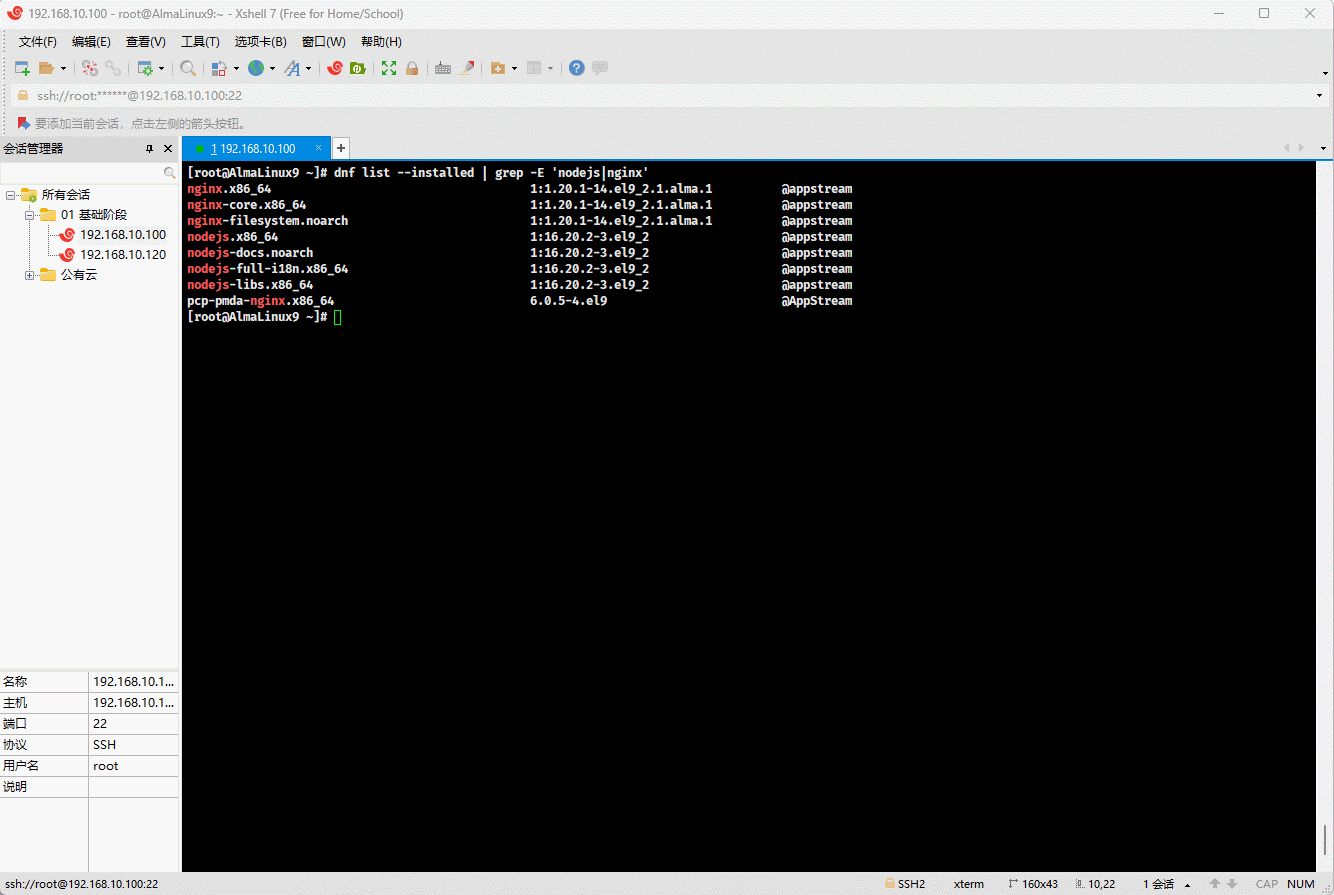 192.168.10.100 - root@AlmaLinux9:~ - Xshell 7 (Free for Home/School)
文件(F) 编辑(E) 查看(V) 工具(T) 选项卡(B) 窗口(W) 帮助(H)
ssh://root:******@192.168.10.100:22
要添加当前会话，点击左侧的箭头按钮。
会话管理器
1 192.168.10.100
所有会话
01 基础阶段
192.168.10.100
192.168.10.120
公有云
[root@AlmaLinux9 ~]# dnf list --installed | grep -E 'nodejs|nginx'
nginx.x86_64 1:1.20.1-14.el9_2.1.alma.1 @appstream
nginx-core.x86_64 1:1.20.1-14.el9_2.1.alma.1 @appstream
nginx-filesystem.noarch 1:1.20.1-14.el9_2.1.alma.1 @appstream
nodejs.x86_64 1:16.20.2-3.el9_2 @appstream
nodejs-docs.noarch 1:16.20.2-3.el9_2 @appstream
nodejs-full-i18n.x86_64 1:16.20.2-3.el9_2 @appstream
nodejs-libs.x86_64 1:16.20.2-3.el9_2 @appstream
pcp-pmda-nginx.x86_64 6.0.5-4.el9 @AppStream
[root@AlmaLinux9 ~]#
名称 192.168.10.1...
主机 192.168.10.1...
端口 22
协议 SSH
用户名 root
说明
ssh://root@192.168.10.100:22 SSH2 xterm 160x43 10,22 1 会话 CAP NUM